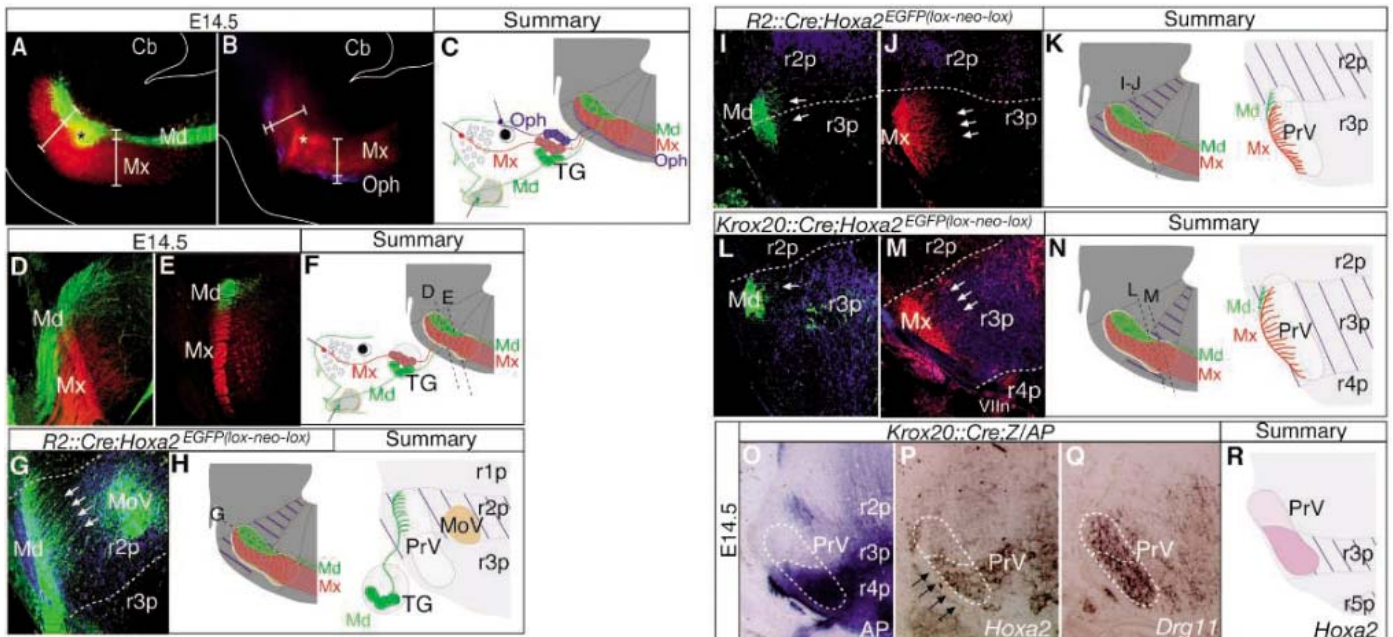 E14.5
Summary
A
Cb
Md
Mx
B
Cb
Mx
Oph
C
Oph
Mx
TG
Md
Md
Mx
Oph
E14.5
Summary
D
Md
Mx
E
Md
Mx
F
D
E
Md
Mx
TG
Md
Mx
R2::Cre;Hoxa2EGFP(lox-neo-lox)
Summary
G
MoV
Md
r2p
r3p
H
G
Md
Mx
r1p
r2p
MoV
PrV
r3p
TG
Md
R2::Cre;Hoxa2EGFP(lox-neo-lox)
Summary
I
r2p
Md
r3p
J
r2p
r3p
Mx
K
I-J
Md
Mx
r2p
Md
PrV
r3p
Mx
Krox20::Cre;Hoxa2EGFP(lox-neo-lox)
Summary
L
r2p
Md
r3p
M
r2p
Mx
r3p
r4p
VIIn
N
L
M
Md
Mx
r2p
Md
PrV
r3p
Mx
r4p
Krox20::Cre;Z/AP
Summary
E14.5
O
r2p
PrV
r3p
r4p
AP
P
PrV
Hoxa2
Q
PrV
Drg11
R
PrV
r3p
r5p
Hoxa2